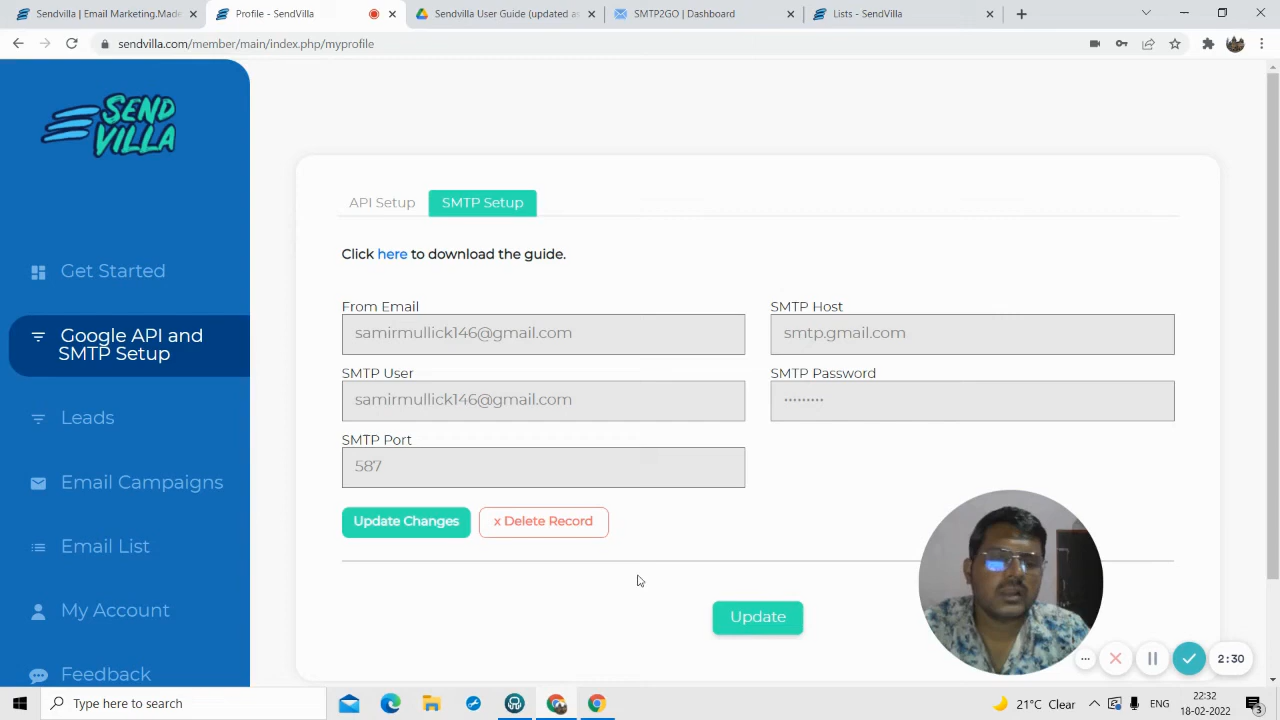 SendVilla (Email Marketing.Made
Profile - SendVilla
Sendvilla User Guide (updated as
SMTP2GO | Dashboard
Lists - SendVilla
sendvilla.com/member/main/index.php/myprofile
SEND
VILLA
API Setup
SMTP Setup
Click here to download the guide.
Get Started
From Email
SMTP Host
samirmullick146@gmail.com
smtp.gmail.com
Google API and
SMTP Setup
SMTP User
SMTP Password
samirmullick146@gmail.com
•••••••••
Leads
SMTP Port
587
Email Campaigns
Update Changes
x Delete Record
Email List
My Account
Update
Feedback
2:30
Type here to search
21°C Clear
ENG
22:32
18-02-2022
3